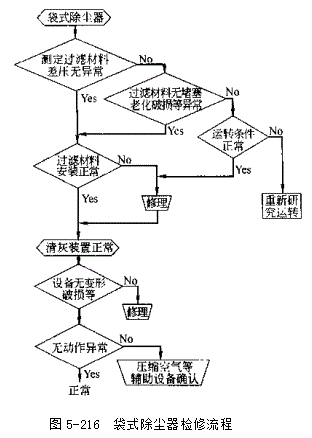 袋式除尘器
测定过滤材料
差压无异常
No
Yes
过滤材料无堵塞
老化破损等异常
No
Yes
运转条件
正常
No
Yes
过滤材料
安装正常
No
Yes
修理
重新研
究运转
清灰装置正常
设备无变形
破损等
No
修理
无动作异常
No
Yes
正常
压缩空气等
辅助设备确认
图 5-216 袋式除尘器检修流程